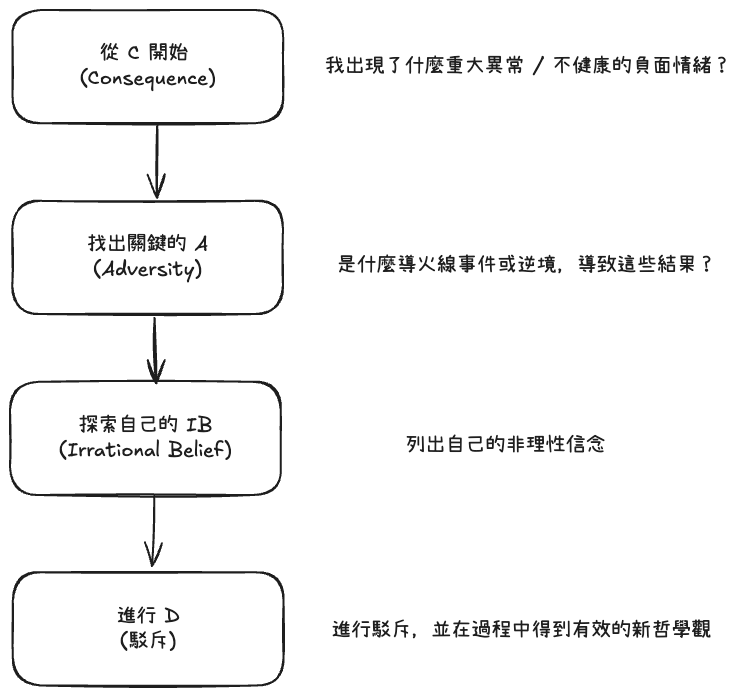 從 C 開始
(Consequence)
我出現了什麼重大異常 / 不健康的負面情緒？
找出關鍵的 A
(Adversity)
是什麼導火線事件或逆境，導致這些結果？
探索自己的 IB
(Irrational Belief)
列出自己的非理性信念
進行 D
(駁斥)
進行駁斥，並在過程中得到有效的新哲學觀